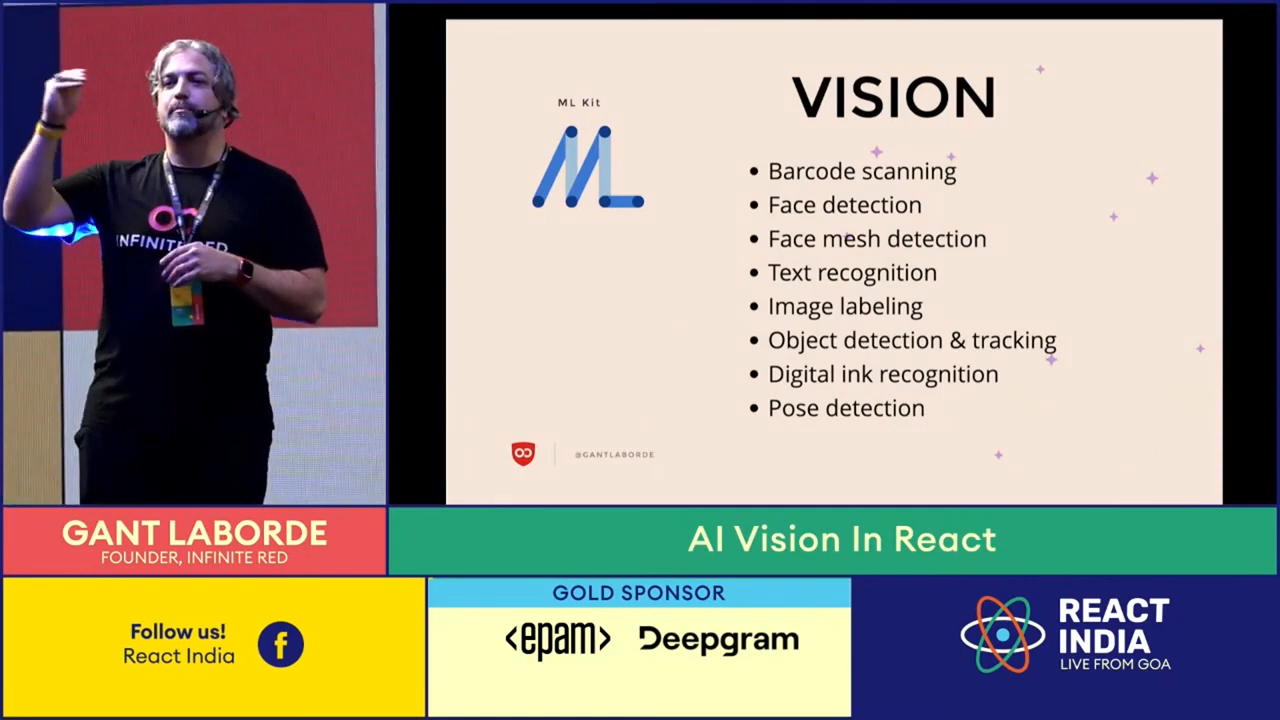 INFINITE RED
ML Kit
ML
VISION
• Barcode scanning
• Face detection
• Face mesh detection
• Text recognition
• Image labeling
• Object detection & tracking
• Digital ink recognition
• Pose detection
@GANTLABORDE
GANT LABORDE
FOUNDER, INFINITE RED
AI Vision In React
Follow us!
React India
f
GOLD SPONSOR
<epam> Deepgram
REACT
INDIA
LIVE FROM GOA